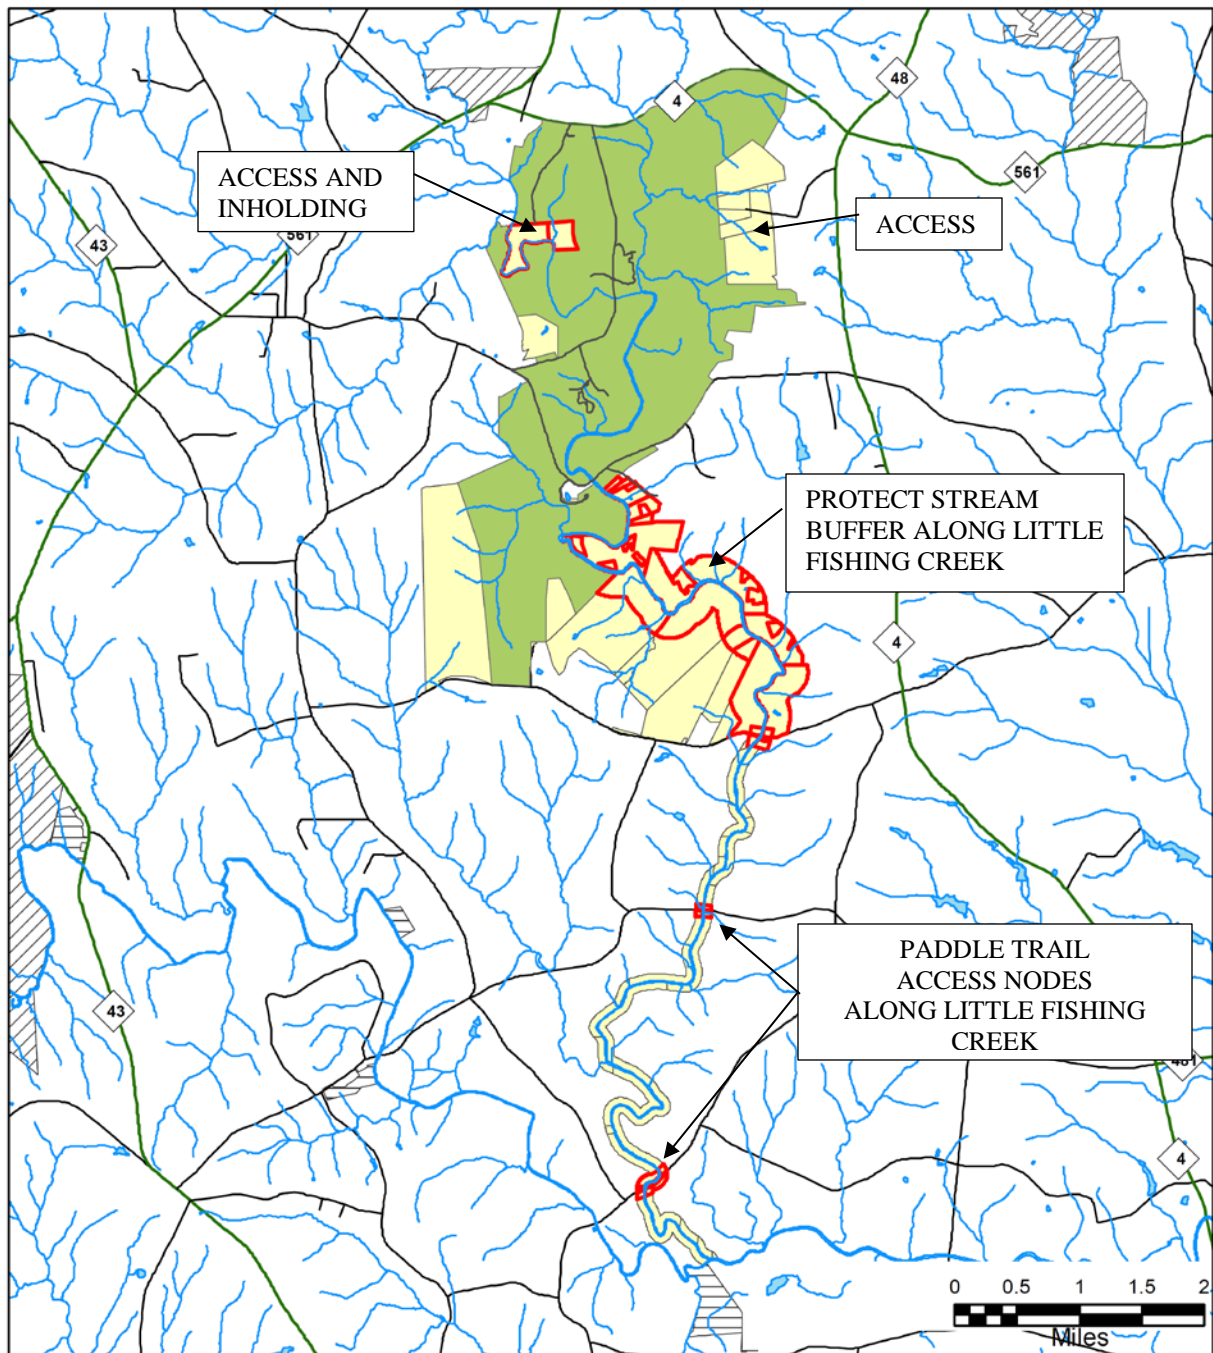 48
4
561
ACCESS AND
INHOLDING
ACCESS
43
561
PROTECT STREAM
BUFFER ALONG LITTLE
FISHING CREEK
4
PADDLE TRAIL
ACCESS NODES
ALONG LITTLE FISHING
CREEK
43
4
0 0.5 1 1.5 2
Miles